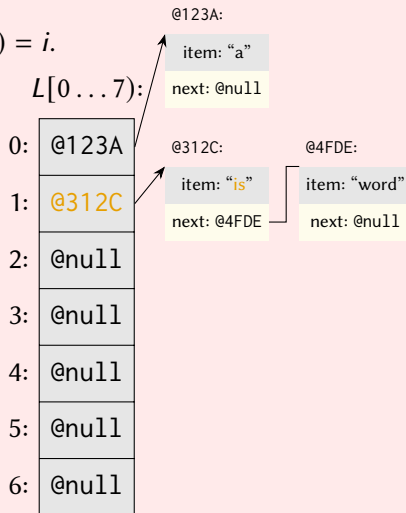 ) = i.
L[0 … 7):
0: @123A
1: @312C
2: @null
3: @null
4: @null
5: @null
6: @null
@123A:
item: “a”
next: @null
@312C:
item: “is”
next: @4FDE
@4FDE:
item: “word”
next: @null